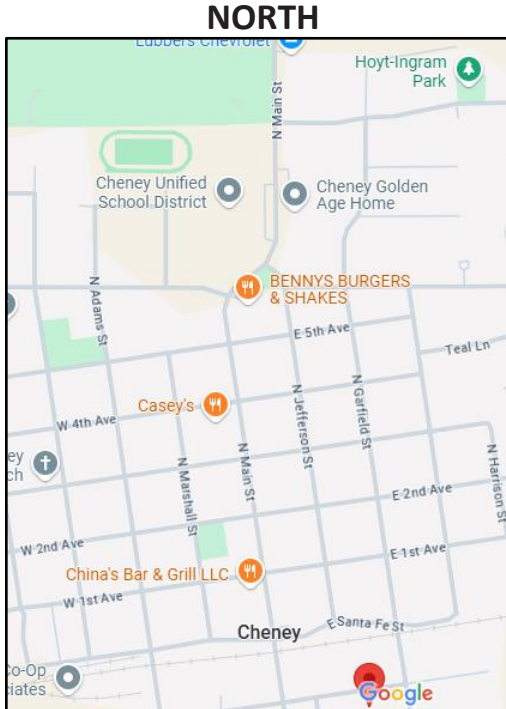 NORTH
Lubbers Chevrolet
Hoyt-Ingram
Park
N Main St
Cheney Unified
School District
Cheney Golden
Age Home
N Adams St
BENNYS BURGERS
& SHAKES
E 5th Ave
Teal Ln
Casey's
W 4th Ave
N Jefferson St
N Garfield St
N Main St
N Marshall St
N Harrison St
ey
ch
E 2nd Ave
W 2nd Ave
E 1st Ave
China's Bar & Grill LLC
W 1st Ave
E Santa Fe St
Cheney
Co-Op
ciates
Google